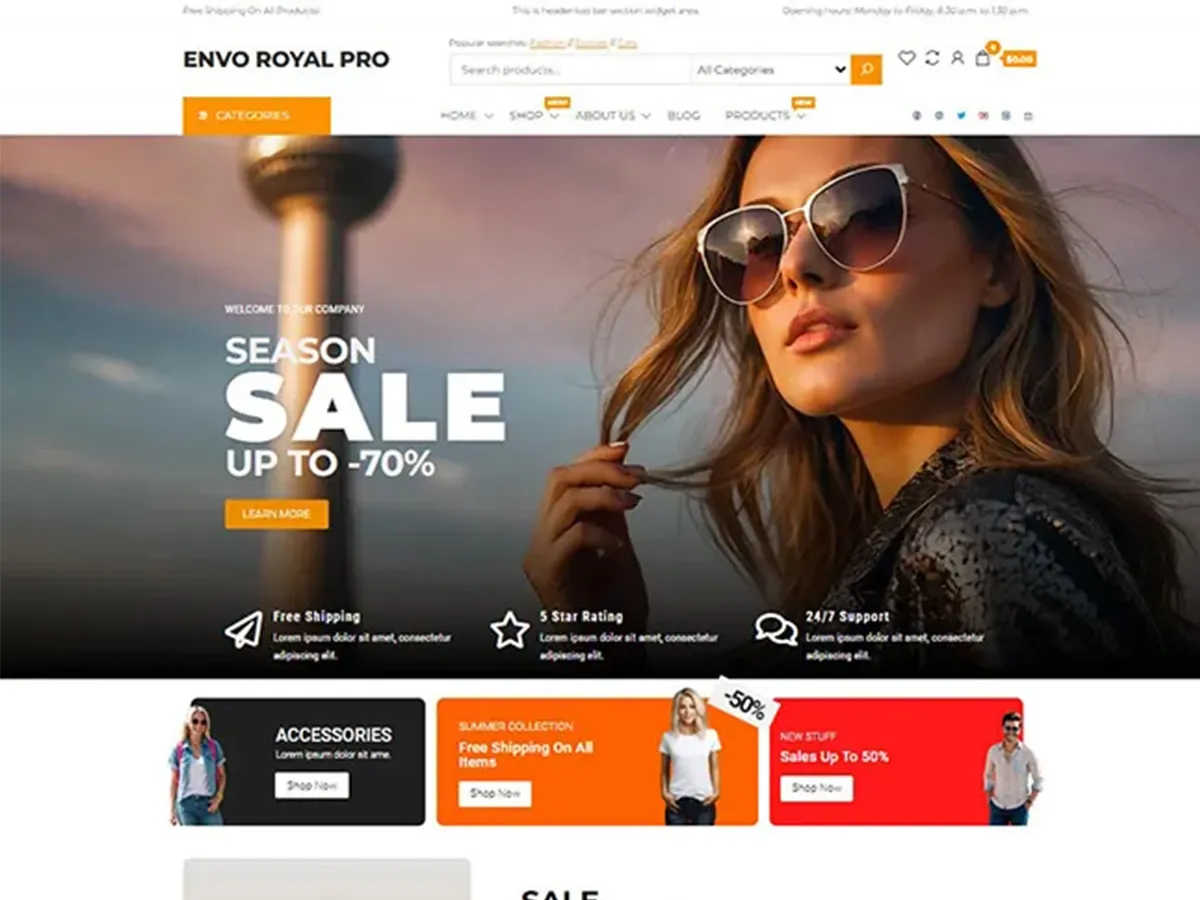 Free Shipping On All Products!
This is header top bar section widget area.
Opening hours: Monday to Friday, 8.30 a.m. to 1.30 p.m.
ENVO ROYAL PRO
Popular searches: Fashion // Clothes // Cats
Search products...
All Categories
$0.00
CATEGORIES
HOME
SHOP
ABOUT US
BLOG
PRODUCTS
NEW
WELCOME TO OUR COMPANY
SEASON
SALE
UP TO -70%
LEARN MORE
Free Shipping
Lorem ipsum dolor sit amet, consectetur
adipiscing elit.
5 Star Rating
Lorem ipsum dolor sit amet, consectetur
adipiscing elit.
24/7 Support
Lorem ipsum dolor sit amet, consectetur
adipiscing elit.
ACCESSORIES
Lorem ipsum dolor sit ame.
Shop Now
SUMMER COLLECTION
Free Shipping On All
Items
Shop Now
-50%
NEW STUFF
Sales Up To 50%
Shop Now
SALE